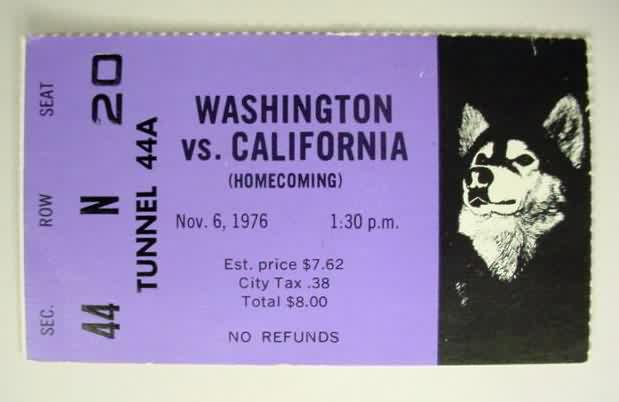 SEAT 20
ROW N
SEC. 44
TUNNEL 44A
WASHINGTON
vs. CALIFORNIA
(HOMECOMING)
Nov. 6, 1976 1:30 p.m.
Est. price $7.62
City Tax .38
Total $8.00
NO REFUNDS